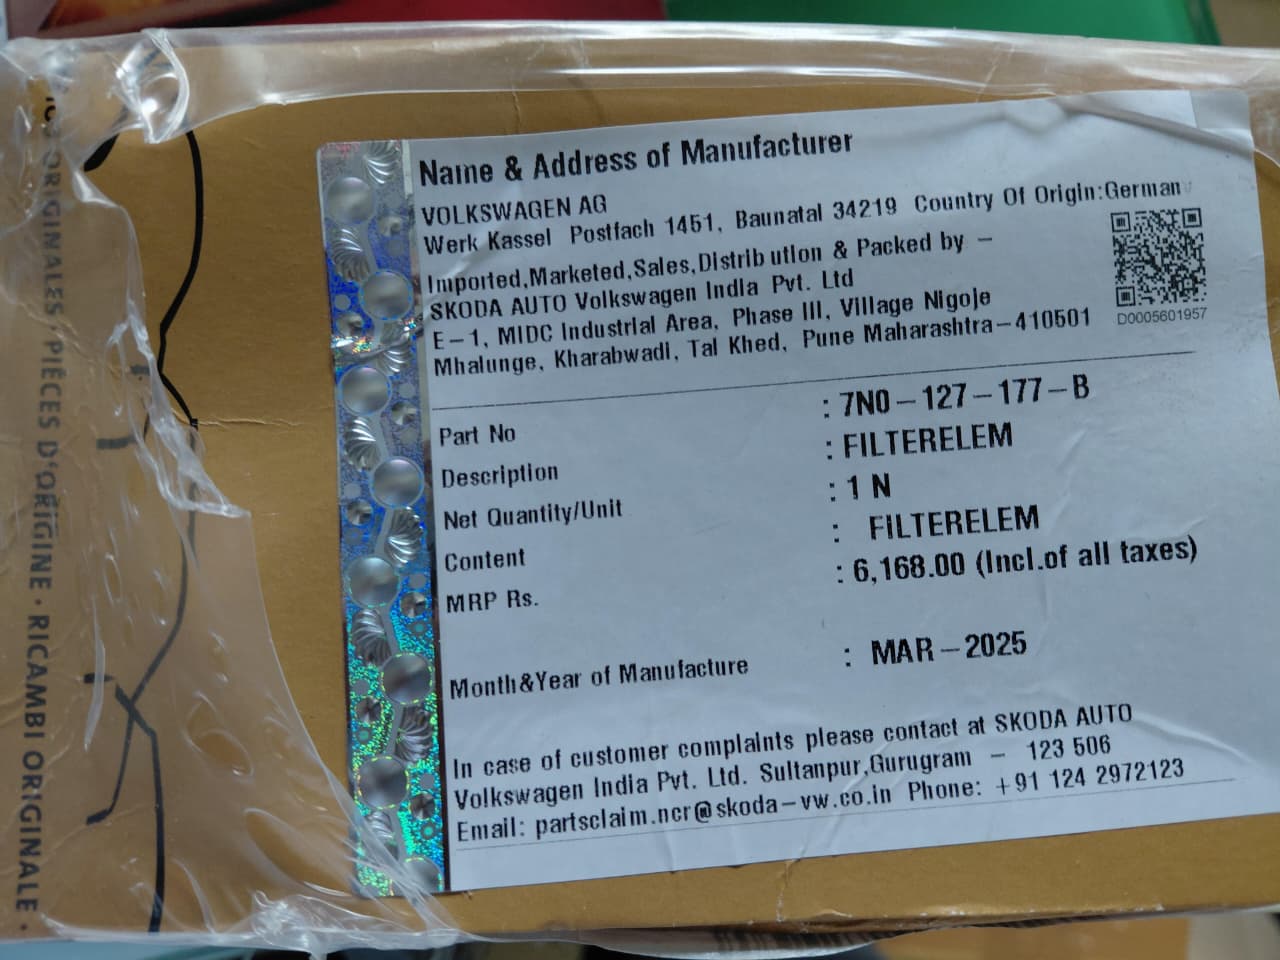 Name & Address of Manufacturer
VOLKSWAGEN AG
Werk Kassel Postfach 1451, Baunatal 34219 Country Of Origin:German
Imported,Marketed,Sales,Distrib ution & Packed by –
SKODA AUTO Volkswagen India Pvt. Ltd
E–1, MIDC Industrial Area, Phase III, Village Nigoje
Mhalunge, Kharabwadi, Tal Khed, Pune Maharashtra–410501
D0005601957
Part No : 7N0–127–177–B
Description : FILTERELEM
Net Quantity/Unit : 1 N
Content : FILTERELEM
MRP Rs. : 6,168.00 (Incl.of all taxes)
Month&Year of Manufacture : MAR–2025
In case of customer complaints please contact at SKODA AUTO
Volkswagen India Pvt. Ltd. Sultanpur,Gurugram – 123 506
Email: partsclaim.ncr@skoda–vw.co.in Phone: +91 124 2972123
ORIGINALES · PIÈCES D'ORIGINE · RICAMBI ORIGINALE ·